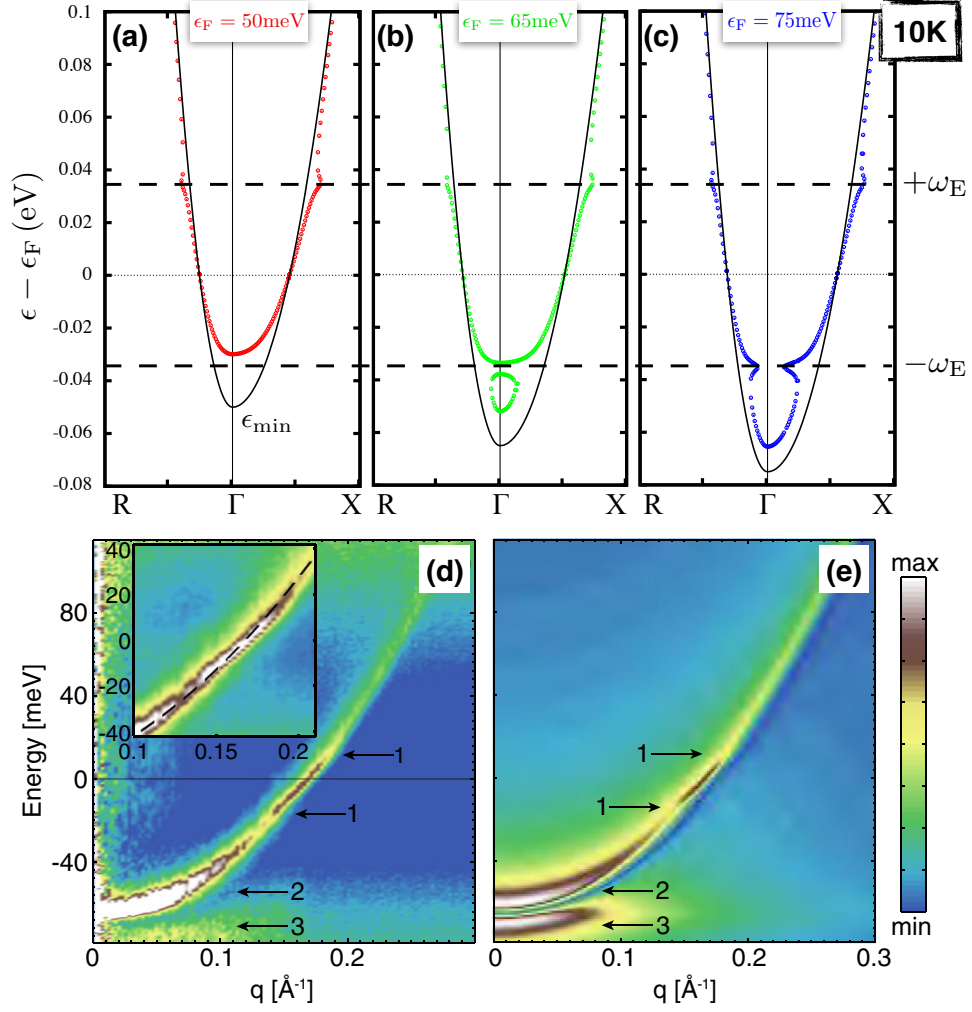 (a) ϵF = 50meV
(b) ϵF = 65meV
(c) ϵF = 75meV
10K
ϵ − ϵF (eV)
0.1
0.08
0.06
0.04
0.02
0
-0.02
-0.04
-0.06
-0.08
+ωE
−ωE
ϵmin
R Γ X
R Γ X
R Γ X
(d)
Energy [meV]
80
40
0
-40
40
20
0
-20
-40
0.1 0.15 0.2
1
1
2
3
0 0.1 0.2
q [Å-1]
(e)
1
1
2
3
0 0.1 0.2 0.3
q [Å-1]
max
min